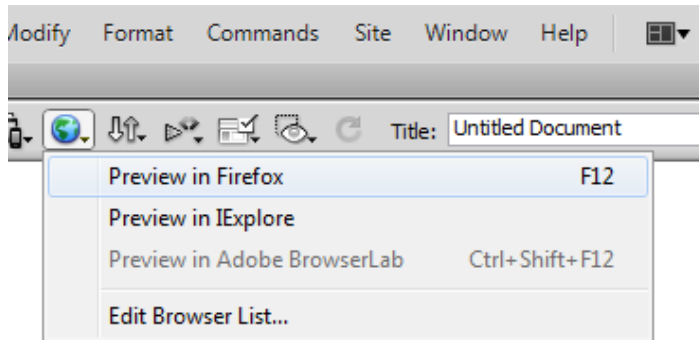 Modify Format Commands Site Window Help
Title: Untitled Document
Preview in Firefox F12
Preview in IExplore
Preview in Adobe BrowserLab Ctrl+Shift+F12
Edit Browser List...